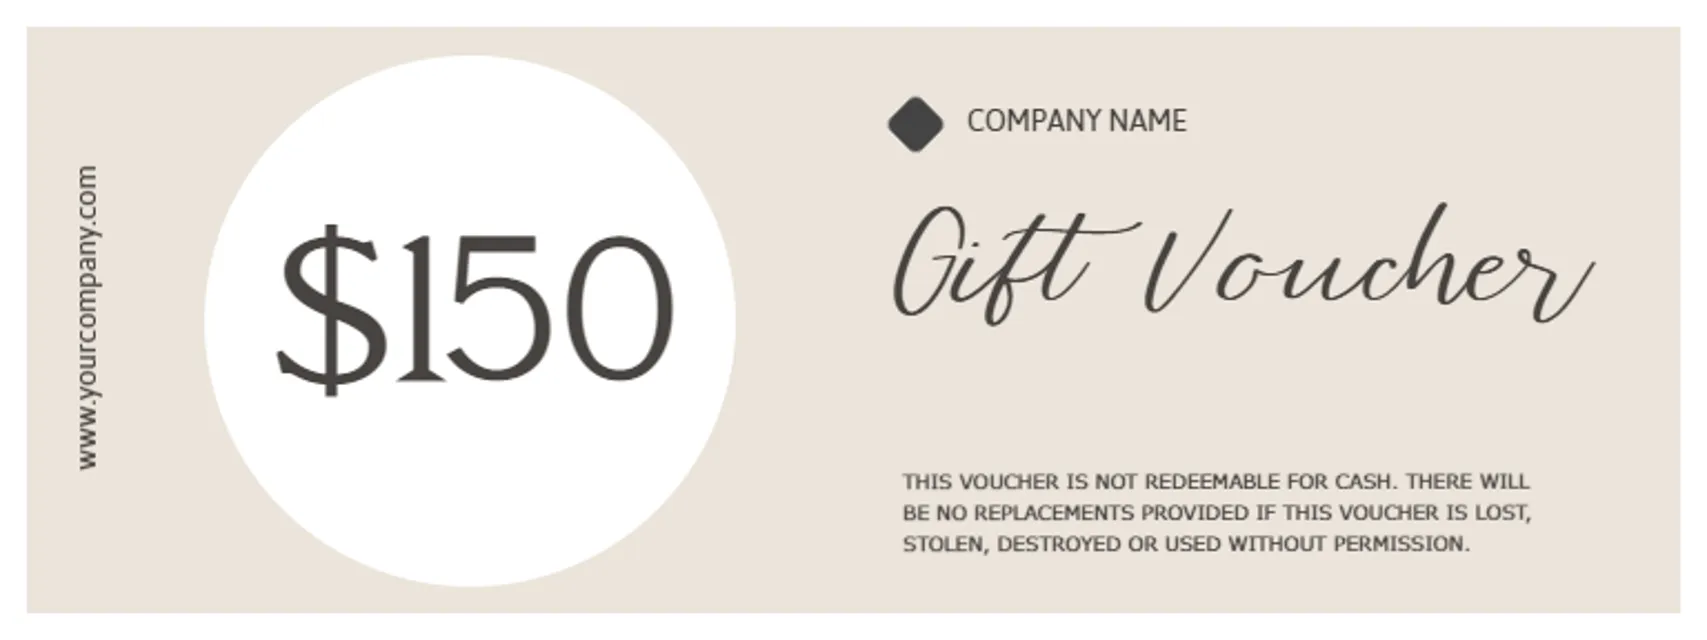 www.yourcompany.com
$150
COMPANY NAME
Gift Voucher
THIS VOUCHER IS NOT REDEEMABLE FOR CASH. THERE WILL
BE NO REPLACEMENTS PROVIDED IF THIS VOUCHER IS LOST,
STOLEN, DESTROYED OR USED WITHOUT PERMISSION.